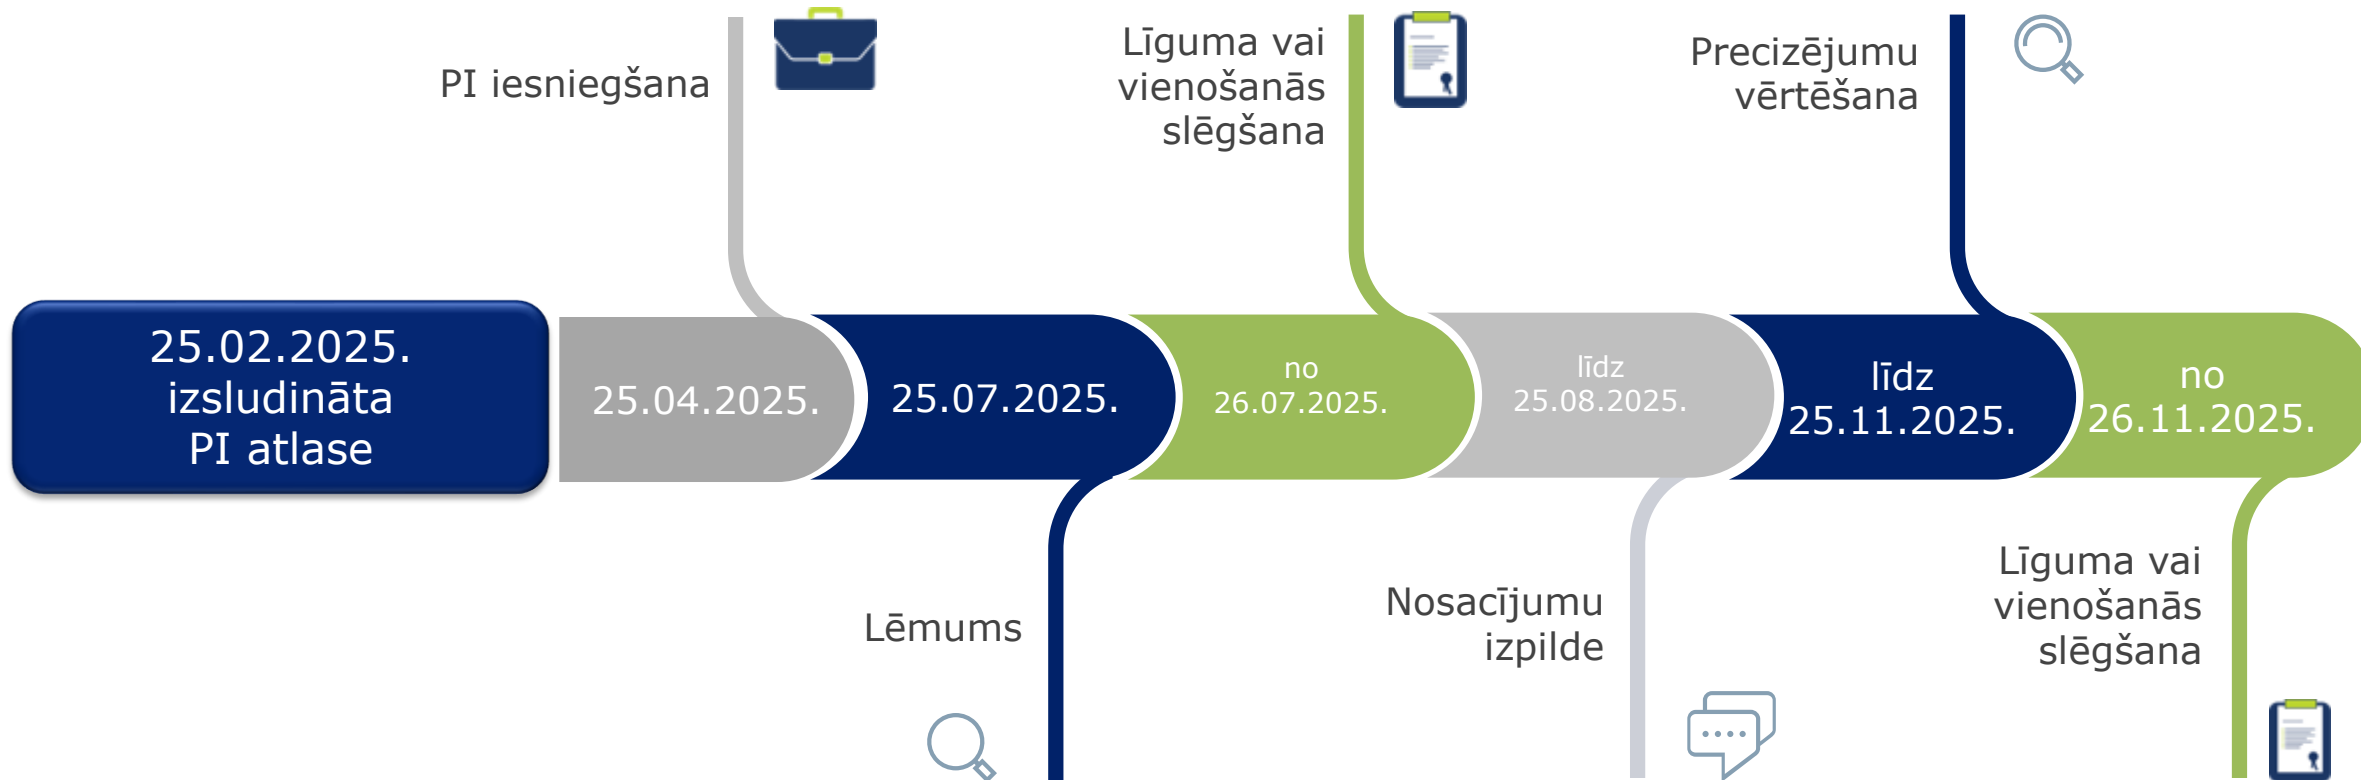 25.02.2025.
izsludināta
PI atlase
PI iesniegšana
25.04.2025.
25.07.2025.
Lēmums
Līguma vai
vienošanās
slēgšana
no
26.07.2025.
līdz
25.08.2025.
Nosacījumu
izpilde
Precizējumu
vērtēšana
līdz
25.11.2025.
no
26.11.2025.
Līguma vai
vienošanās
slēgšana